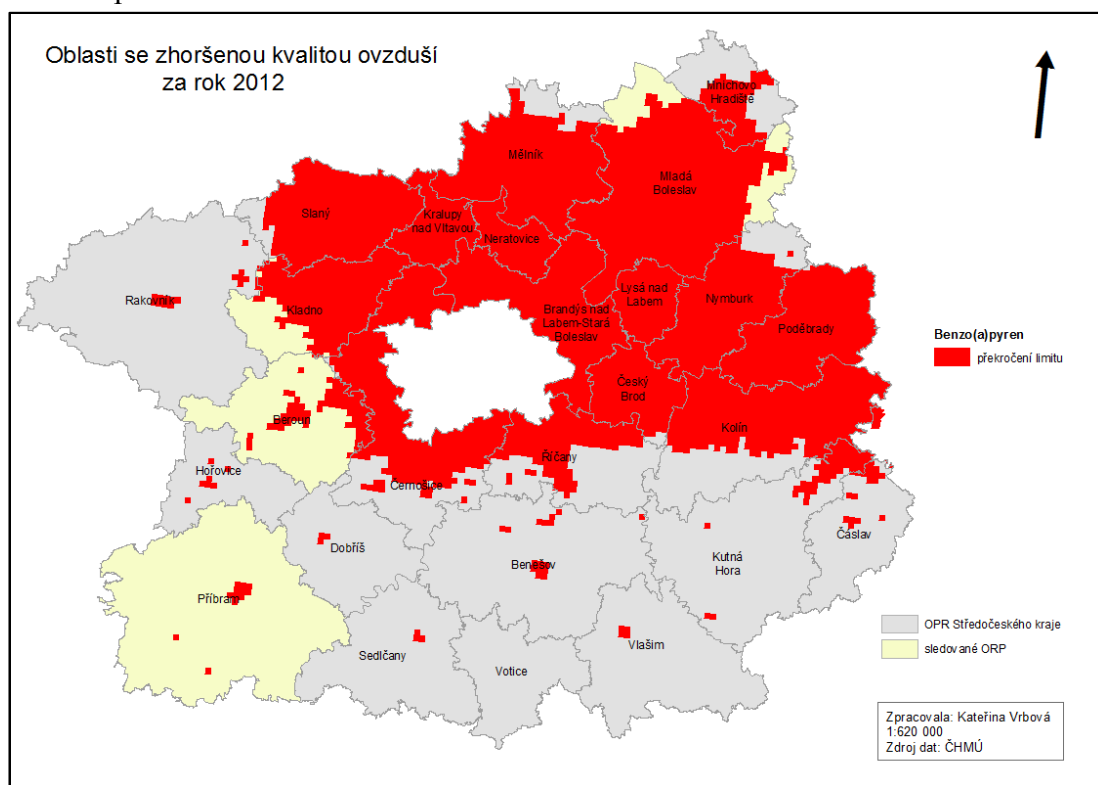 Oblasti se zhoršenou kvalitou ovzduší
za rok 2012
Mnichovo
Hradiště
Mělník
Mladá
Boleslav
Slaný
Kralupy
nad Vltavou
Neratovice
Rakovník
Kladno
Lysá nad
Labem
Nymburk
Brandýs nad
Labem-Stará
Boleslav
Poděbrady
Benzo(a)pyren
překročení limitu
Český
Brod
Beroun
Kolín
Říčany
Hořovice
Černošice
Čáslav
Dobříš
Benešov
Kutná
Hora
Příbram
OPR Středočeského kraje
sledované ORP
Sedlčany
Votice
Vlašim
Zpracovala: Kateřina Vrbová
1:620 000
Zdroj dat: ČHMÚ